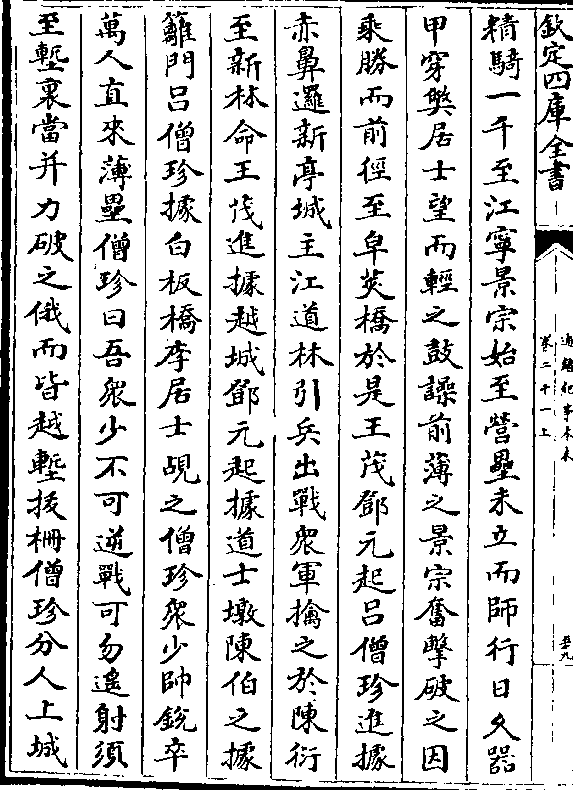 欽定四庫全書
通鑑紀事本末
卷二十一上
精騎一千至江寧景宗始至營壘未立而師行日久器
甲穿獘居士望而輕之鼓譟前薄之景宗奮擊破之因
乘勝而前徑至皁莢橋於是王茂鄧元起呂僧珍進據
赤鼻邏新亭城主江道林引兵出戰衆軍擒之於陳衍
至新林命王茂進據越城鄧元起據道士墩陳伯之據
籬門呂僧珍據白板橋李居士覘之僧珍衆少帥銳卒
萬人直來薄壘僧珍曰吾衆少不可逆戰可勿遙射須
至塹裏當并力破之俄而皆越塹拔柵僧珍分人上城